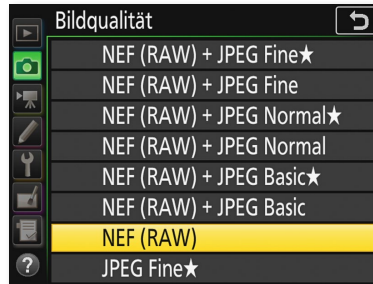 Bildqualität
NEF (RAW) + JPEG Fine★
NEF (RAW) + JPEG Fine
NEF (RAW) + JPEG Normal★
NEF (RAW) + JPEG Normal
NEF (RAW) + JPEG Basic★
NEF (RAW) + JPEG Basic
NEF (RAW)
JPEG Fine★
?